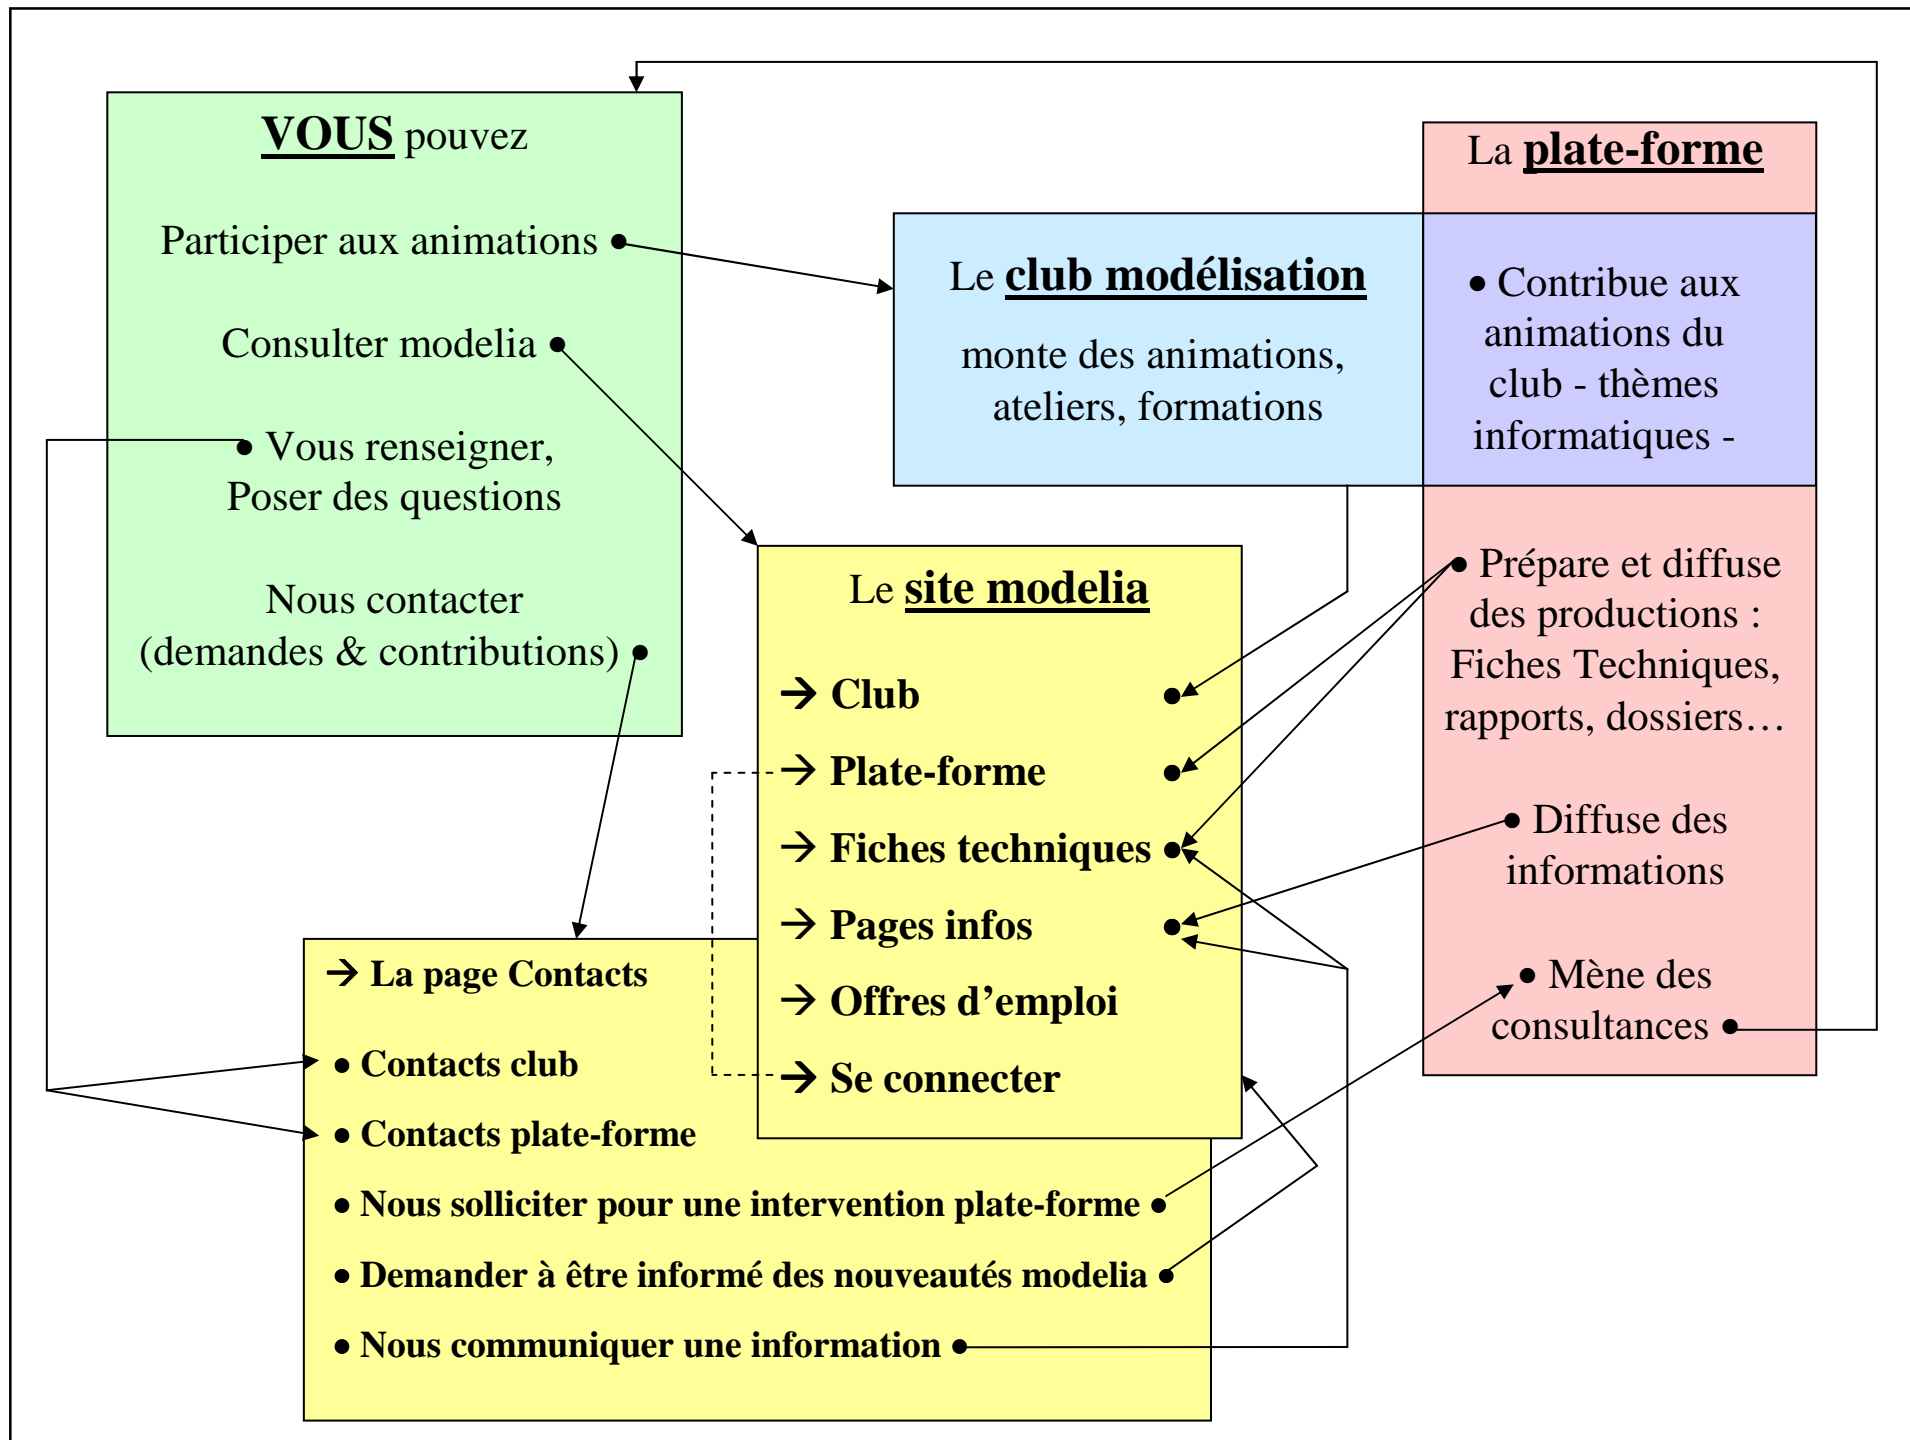 VOUS pouvez
Participer aux animations •
Consulter modelia •
• Vous renseigner,
Poser des questions
Nous contacter
(demandes & contributions) •
La plate-forme
Le club modélisation
monte des animations,
ateliers, formations
• Contribue aux
animations du
club - thèmes
informatiques -
• Prépare et diffuse
des productions :
Fiches Techniques,
rapports, dossiers…
• Diffuse des
informations
• Mène des
consultances •
Le site modelia
→ Club •
→ Plate-forme •
→ Fiches techniques •
→ Pages infos •
→ Offres d’emploi
→ Se connecter
→ La page Contacts
• Contacts club
• Contacts plate-forme
• Nous solliciter pour une intervention plate-forme •
• Demander à être informé des nouveautés modelia •
• Nous communiquer une information •